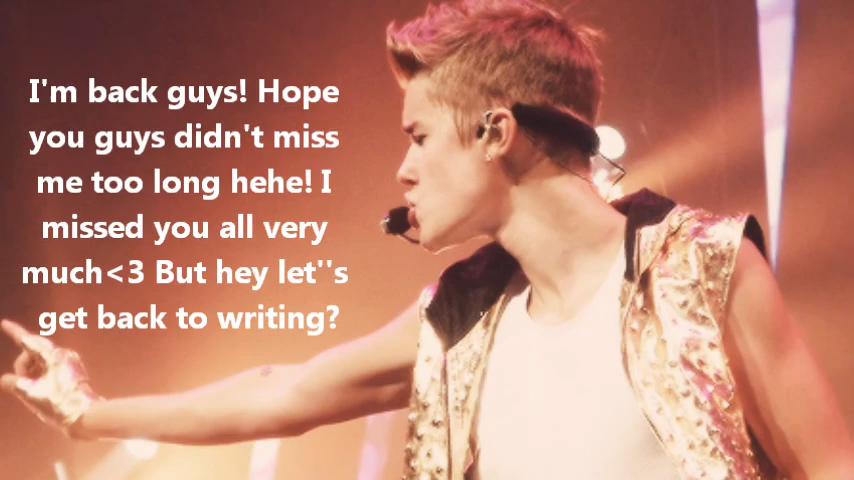 I'm back guys! Hope
you guys didn't miss
me too long hehe! I
missed you all very
much<3 But hey let''s
get back to writing?